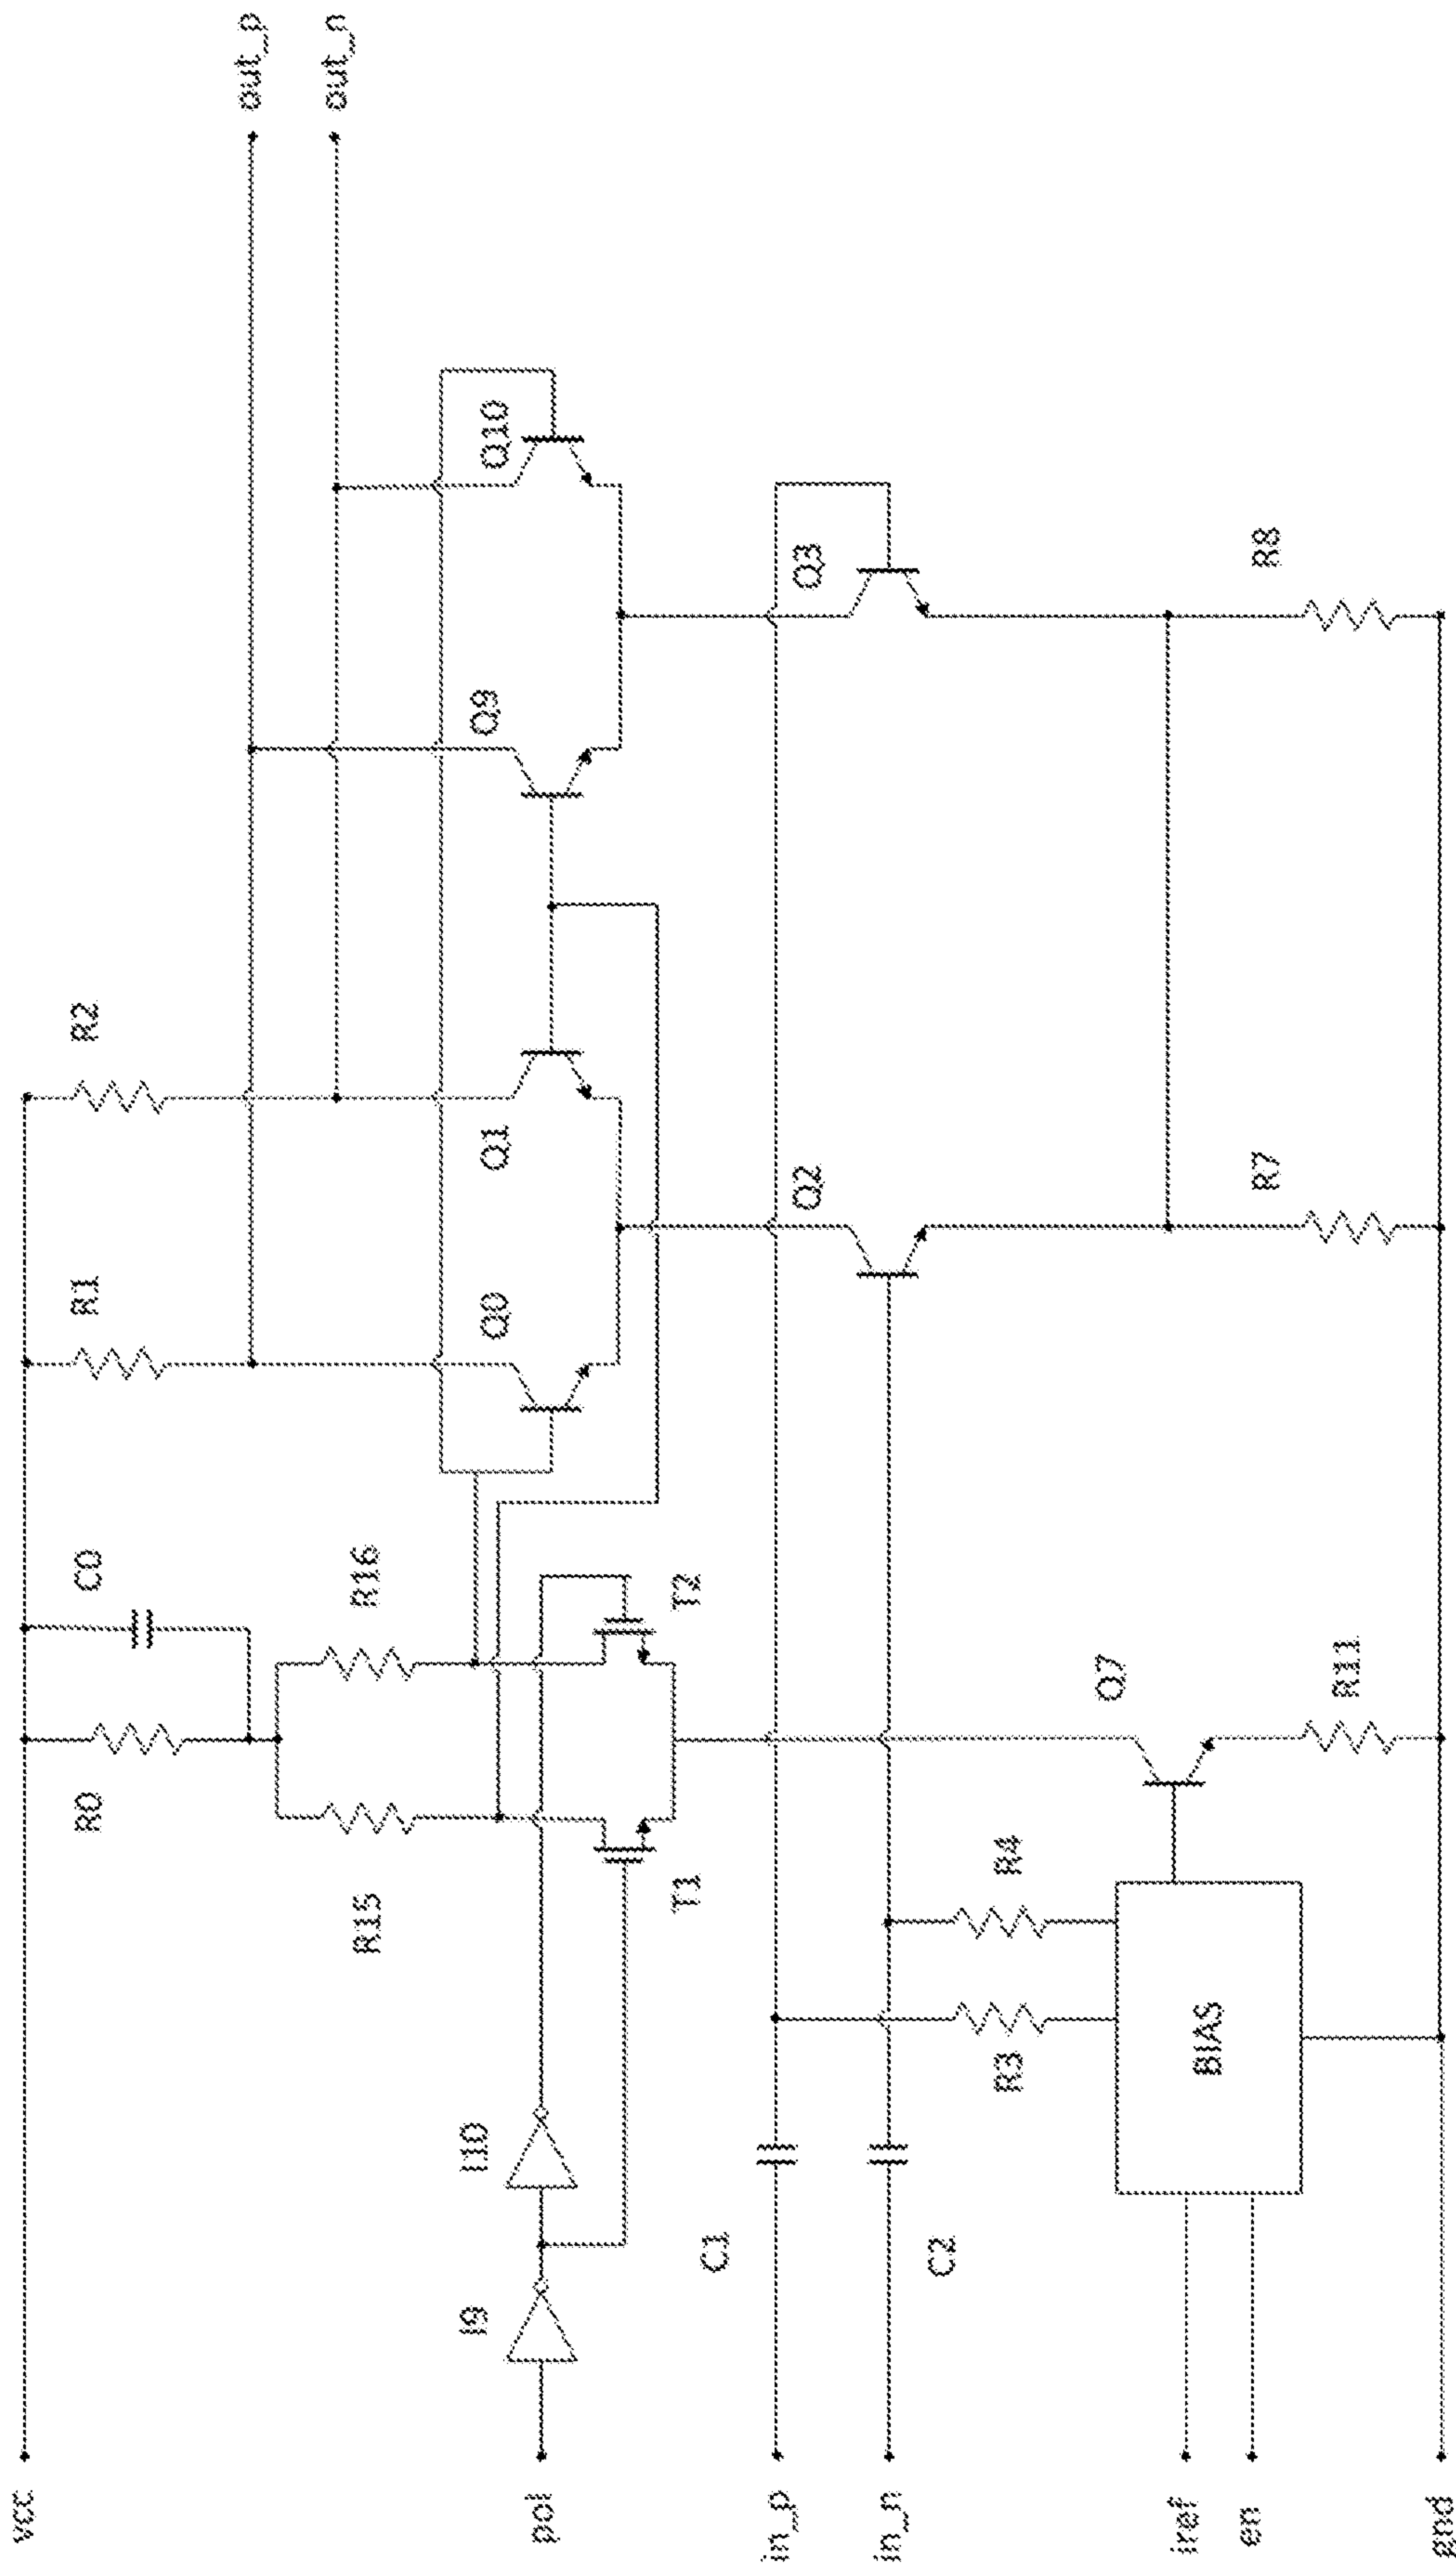 vcc
R0
C0
R1
R2
out_p
out_n
R15
R16
pol
I9
I10
T1
T2
Q0
Q1
Q9
Q10
in_p
C1
in_n
C2
Q2
Q3
R3
R4
Q7
iref
en
BIAS
R11
R7
R8
gnd